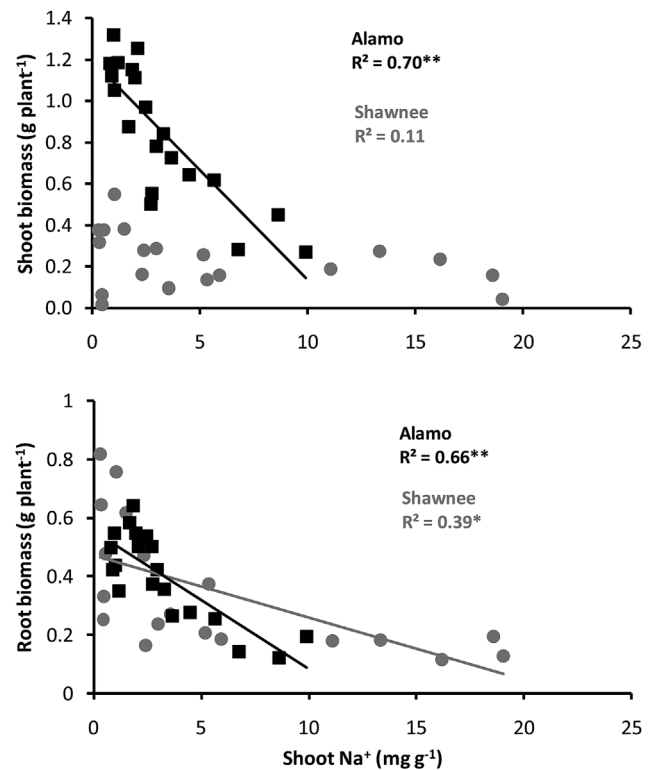 1.4
1.2
1.0
0.8
0.6
0.4
0.2
0.0
Shoot biomass (g plant⁻¹)
Alamo
R² = 0.70**
Shawnee
R² = 0.11
0 5 10 15 20 25
1
0.8
0.6
0.4
0.2
0
Root biomass (g plant⁻¹)
Alamo
R² = 0.66**
Shawnee
R² = 0.39*
0 5 10 15 20 25
Shoot Na⁺ (mg g⁻¹)